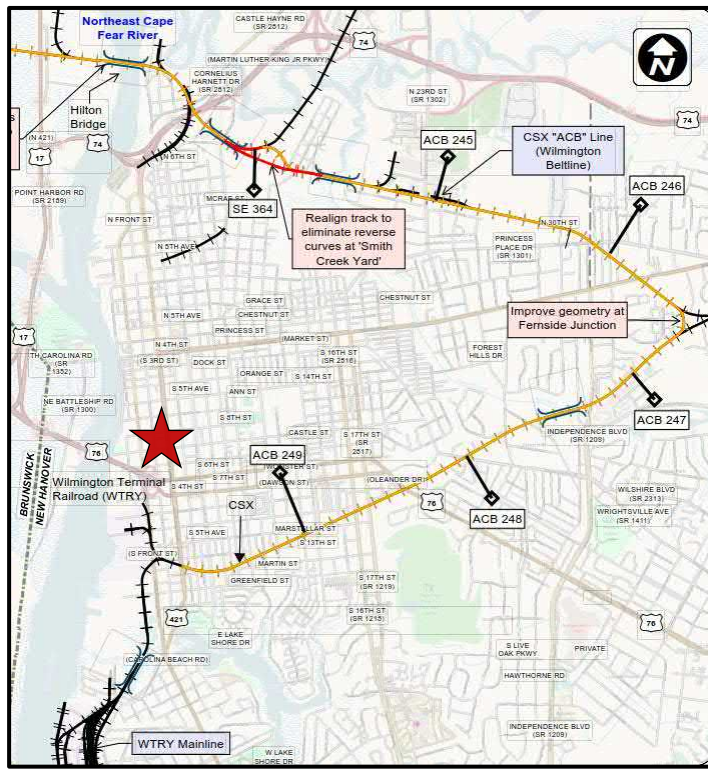 Northeast Cape
Fear River
CASTLE HAYNE RD
(SR 2812)
74
(MARTIN LUTHER KING JR PKWY)
CORNELIUS
HARNETT DR
(SR 2812)
N
Hilton
Bridge
N 23RD ST
(SR 1302)
74
(N 421)
74
17
(N 6TH ST)
ACB 245
CSX "ACB" Line
(Wilmington
Beltline)
ACB 246
POINT HARBOR RD
(SR 2159)
SE 364
N FRONT ST
Realign track to
eliminate reverse
curves at 'Smith
Creek Yard'
N 30TH ST
N 5TH AVE
PRINCESS
PLACE DR
(SR 1301)
GRACE ST
CHESTNUT ST
CHESTNUT ST
N 5TH AVE
PRINCESS ST
Improve geometry at
Fernside Junction
17
N 4TH ST
(MARKET ST)
TH CAROLINA RD
(SR
1352)
(S 3RD ST)
DOCK ST
S 16TH ST
(SR 2816)
FOREST
HILLS DR
ORANGE ST
S 14TH ST
S 5TH AVE
ANN ST
NE BATTLESHIP RD
(SR 1300)
S 8TH ST
ACB 247
CASTLE ST
S 17TH ST
(SR
2817)
INDEPENDENCE BLVD
(SR 1209)
76
ACB 249
S 6TH ST
S 7TH ST
S 4TH ST
(DAWSON ST)
(OLEANDER DR)
Wilmington Terminal
Railroad (WTRY)
BRUNSWICK
NEW HANOVER
CSX
76
ACB 248
WILSHIRE BLVD
(SR 2313)
WRIGHTSVILLE AVE
(SR 1411)
S 5TH AVE
MARSTELLAR ST
S 13TH ST
(S FRONT ST)
MARTIN ST
GREENFIELD ST
S 17TH ST
(SR 1219)
421
S 16TH ST
(SR 1218)
76
E LAKE
SHORE DR
S LIVE
OAK PKWY
PRIVATE
(CAROLINA BEACH RD)
HAWTHORNE RD
INDEPENDENCE BLVD
(SR 1209)
WTRY Mainline
W LAKE
SHORE DR